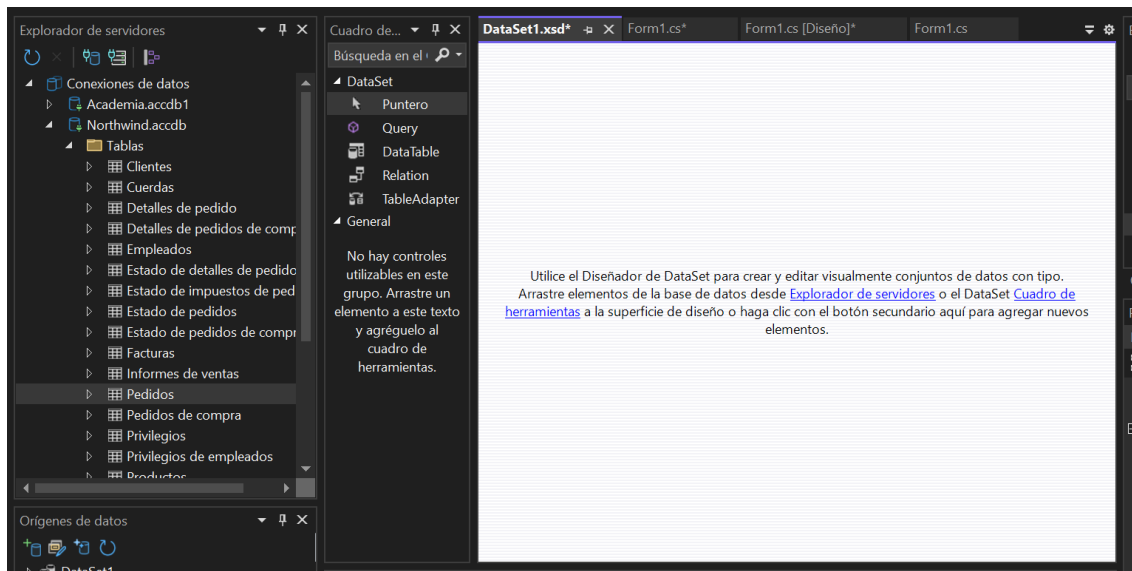 Explorador de servidores
Conexiones de datos
Academia.accdb1
Northwind.accdb
Tablas
Clientes
Cuerdas
Detalles de pedido
Detalles de pedidos de comp
Empleados
Estado de detalles de pedido
Estado de impuestos de ped
Estado de pedidos
Estado de pedidos de compr
Facturas
Informes de ventas
Pedidos
Pedidos de compra
Privilegios
Privilegios de empleados
Productos
Orígenes de datos
DataSet1
Cuadro de...
Búsqueda en el
DataSet
Puntero
Query
DataTable
Relation
TableAdapter
General
No hay controles
utilizables en este
grupo. Arrastre un
elemento a este texto
y agréguelo al
cuadro de
herramientas.
DataSet1.xsd* Form1.cs* Form1.cs [Diseño]* Form1.cs
Utilice el Diseñador de DataSet para crear y editar visualmente conjuntos de datos con tipo.
Arrastre elementos de la base de datos desde Explorador de servidores o el DataSet Cuadro de
herramientas a la superficie de diseño o haga clic con el botón secundario aquí para agregar nuevos
elementos.